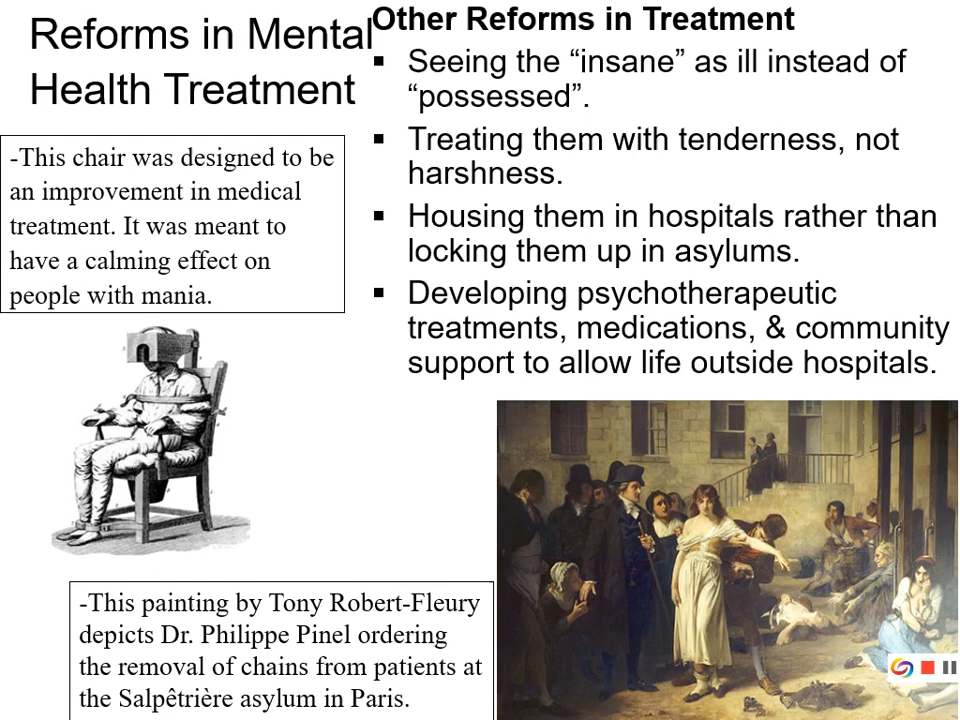 Reforms in Mental
Health Treatment
-This chair was designed to be
an improvement in medical
treatment. It was meant to
have a calming effect on
people with mania.
Other Reforms in Treatment
▪ Seeing the “insane” as ill instead of
“possessed”.
▪ Treating them with tenderness, not
harshness.
▪ Housing them in hospitals rather than
locking them up in asylums.
▪ Developing psychotherapeutic
treatments, medications, & community
support to allow life outside hospitals.
-This painting by Tony Robert-Fleury
depicts Dr. Philippe Pinel ordering
the removal of chains from patients at
the Salpêtrière asylum in Paris.